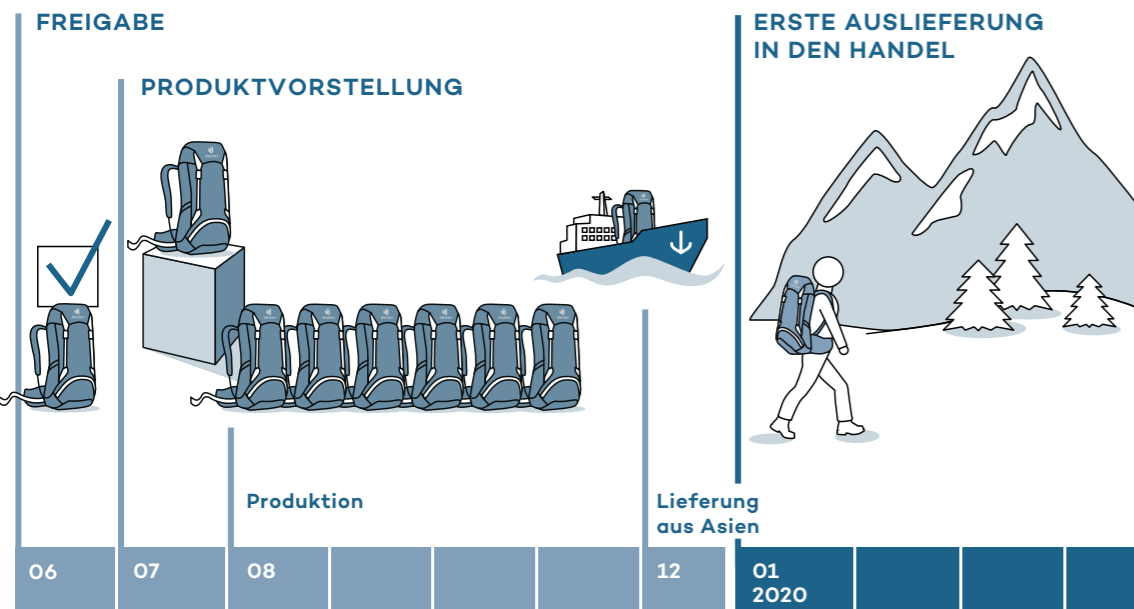 FREIGABE
PRODUKTVORSTELLUNG
ERSTE AUSLIEFERUNG
IN DEN HANDEL
Produktion
Lieferung
aus Asien
06
07
08
12
01
2020